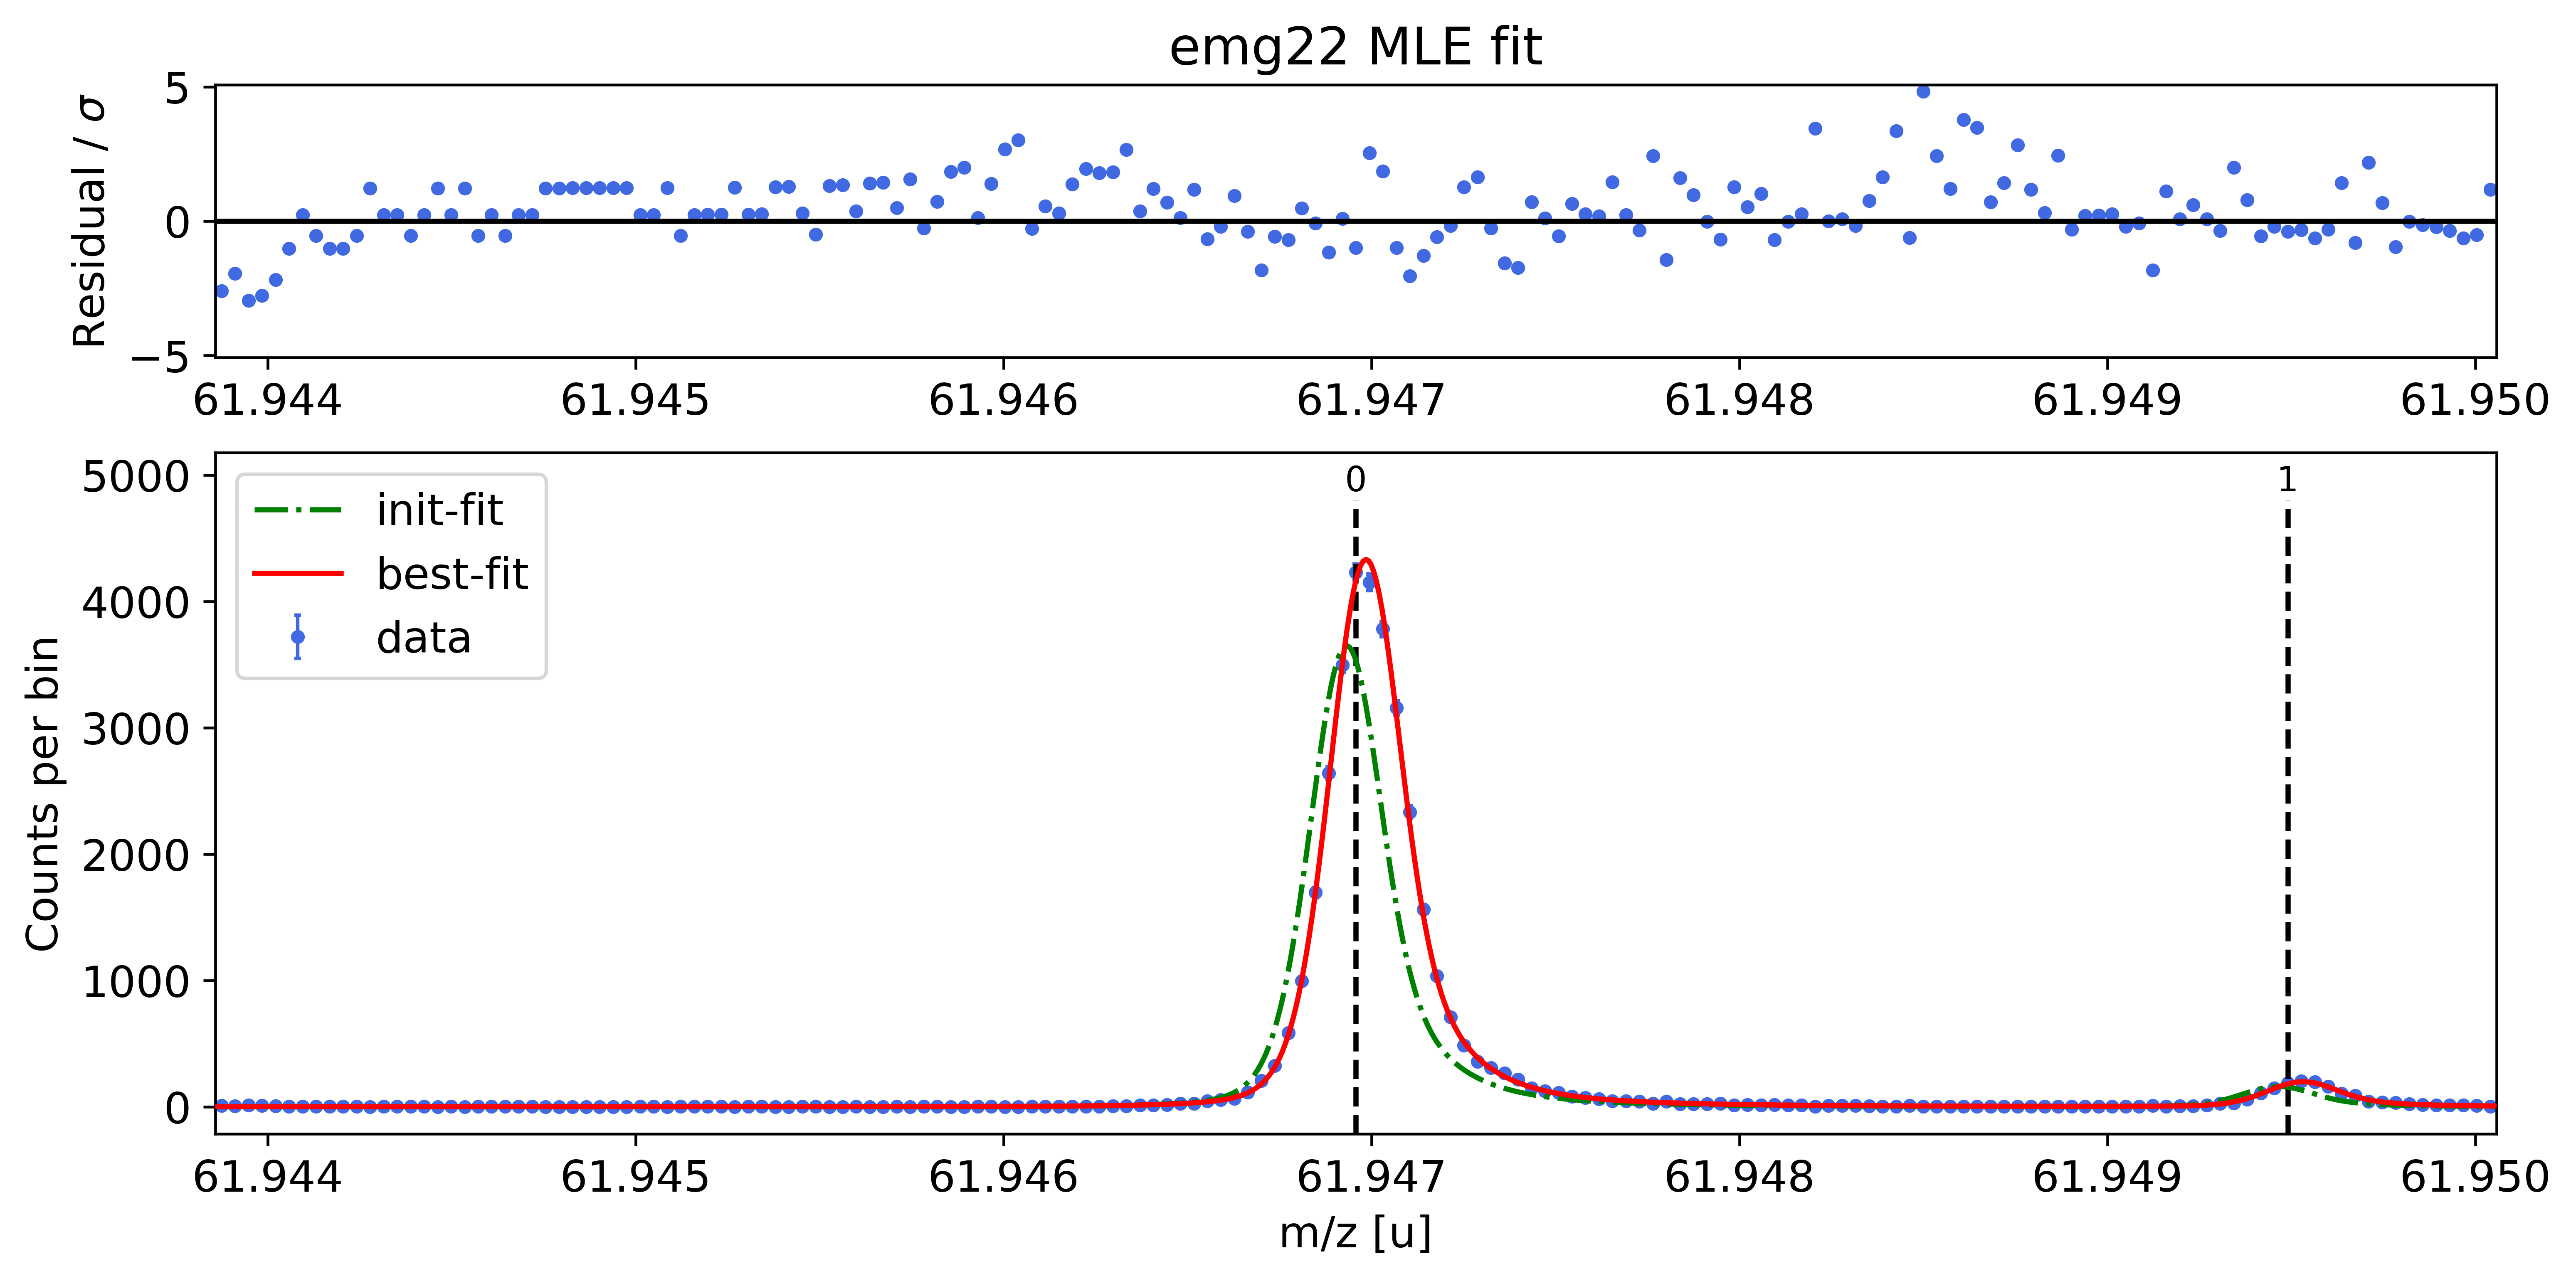 emg22 MLE fit
Residual / σ
5
0
−5
61.944 61.945 61.946 61.947 61.948 61.949 61.950
Counts per bin
5000
4000
3000
2000
1000
0
init-fit
best-fit
data
0
1
61.944 61.945 61.946 61.947 61.948 61.949 61.950
m/z [u]